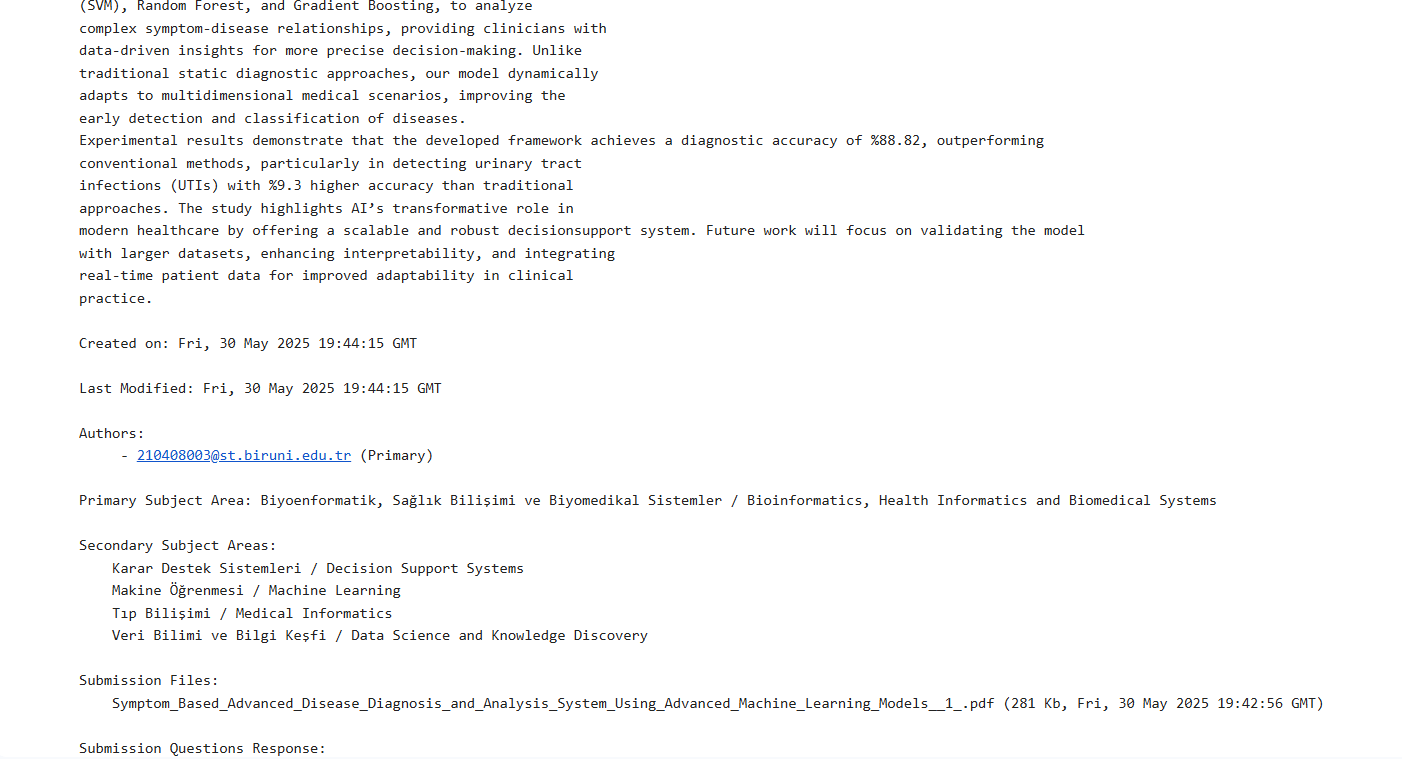 (SVM), Random Forest, and Gradient Boosting, to analyze
complex symptom-disease relationships, providing clinicians with
data-driven insights for more precise decision-making. Unlike
traditional static diagnostic approaches, our model dynamically
adapts to multidimensional medical scenarios, improving the
early detection and classification of diseases.
Experimental results demonstrate that the developed framework achieves a diagnostic accuracy of %88.82, outperforming
conventional methods, particularly in detecting urinary tract
infections (UTIs) with %9.3 higher accuracy than traditional
approaches. The study highlights AI’s transformative role in
modern healthcare by offering a scalable and robust decisionsupport system. Future work will focus on validating the model
with larger datasets, enhancing interpretability, and integrating
real-time patient data for improved adaptability in clinical
practice.
Created on: Fri, 30 May 2025 19:44:15 GMT
Last Modified: Fri, 30 May 2025 19:44:15 GMT
Authors:
- 210408003@st.biruni.edu.tr (Primary)
Primary Subject Area: Biyoenformatik, Sağlık Bilişimi ve Biyomedikal Sistemler / Bioinformatics, Health Informatics and Biomedical Systems
Secondary Subject Areas:
Karar Destek Sistemleri / Decision Support Systems
Makine Öğrenmesi / Machine Learning
Tıp Bilişimi / Medical Informatics
Veri Bilimi ve Bilgi Keşfi / Data Science and Knowledge Discovery
Submission Files:
Symptom_Based_Advanced_Disease_Diagnosis_and_Analysis_System_Using_Advanced_Machine_Learning_Models__1_.pdf (281 Kb, Fri, 30 May 2025 19:42:56 GMT)
Submission Questions Response: